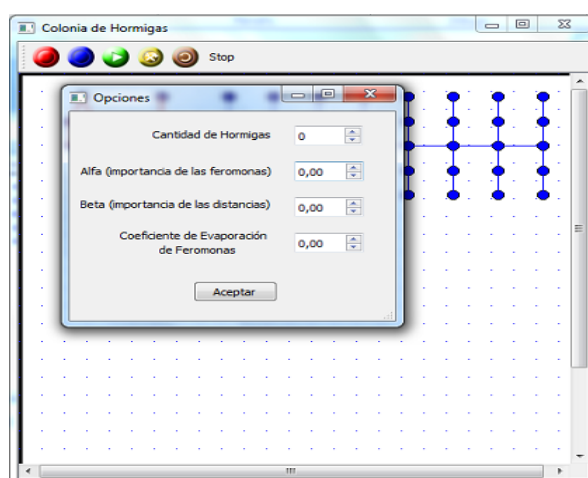 Colonia de Hormigas
Stop
Opciones
Cantidad de Hormigas 0
Alfa (importancia de las feromonas) 0,00
Beta (importancia de las distancias) 0,00
Coeficiente de Evaporación
de Feromonas 0,00
Aceptar